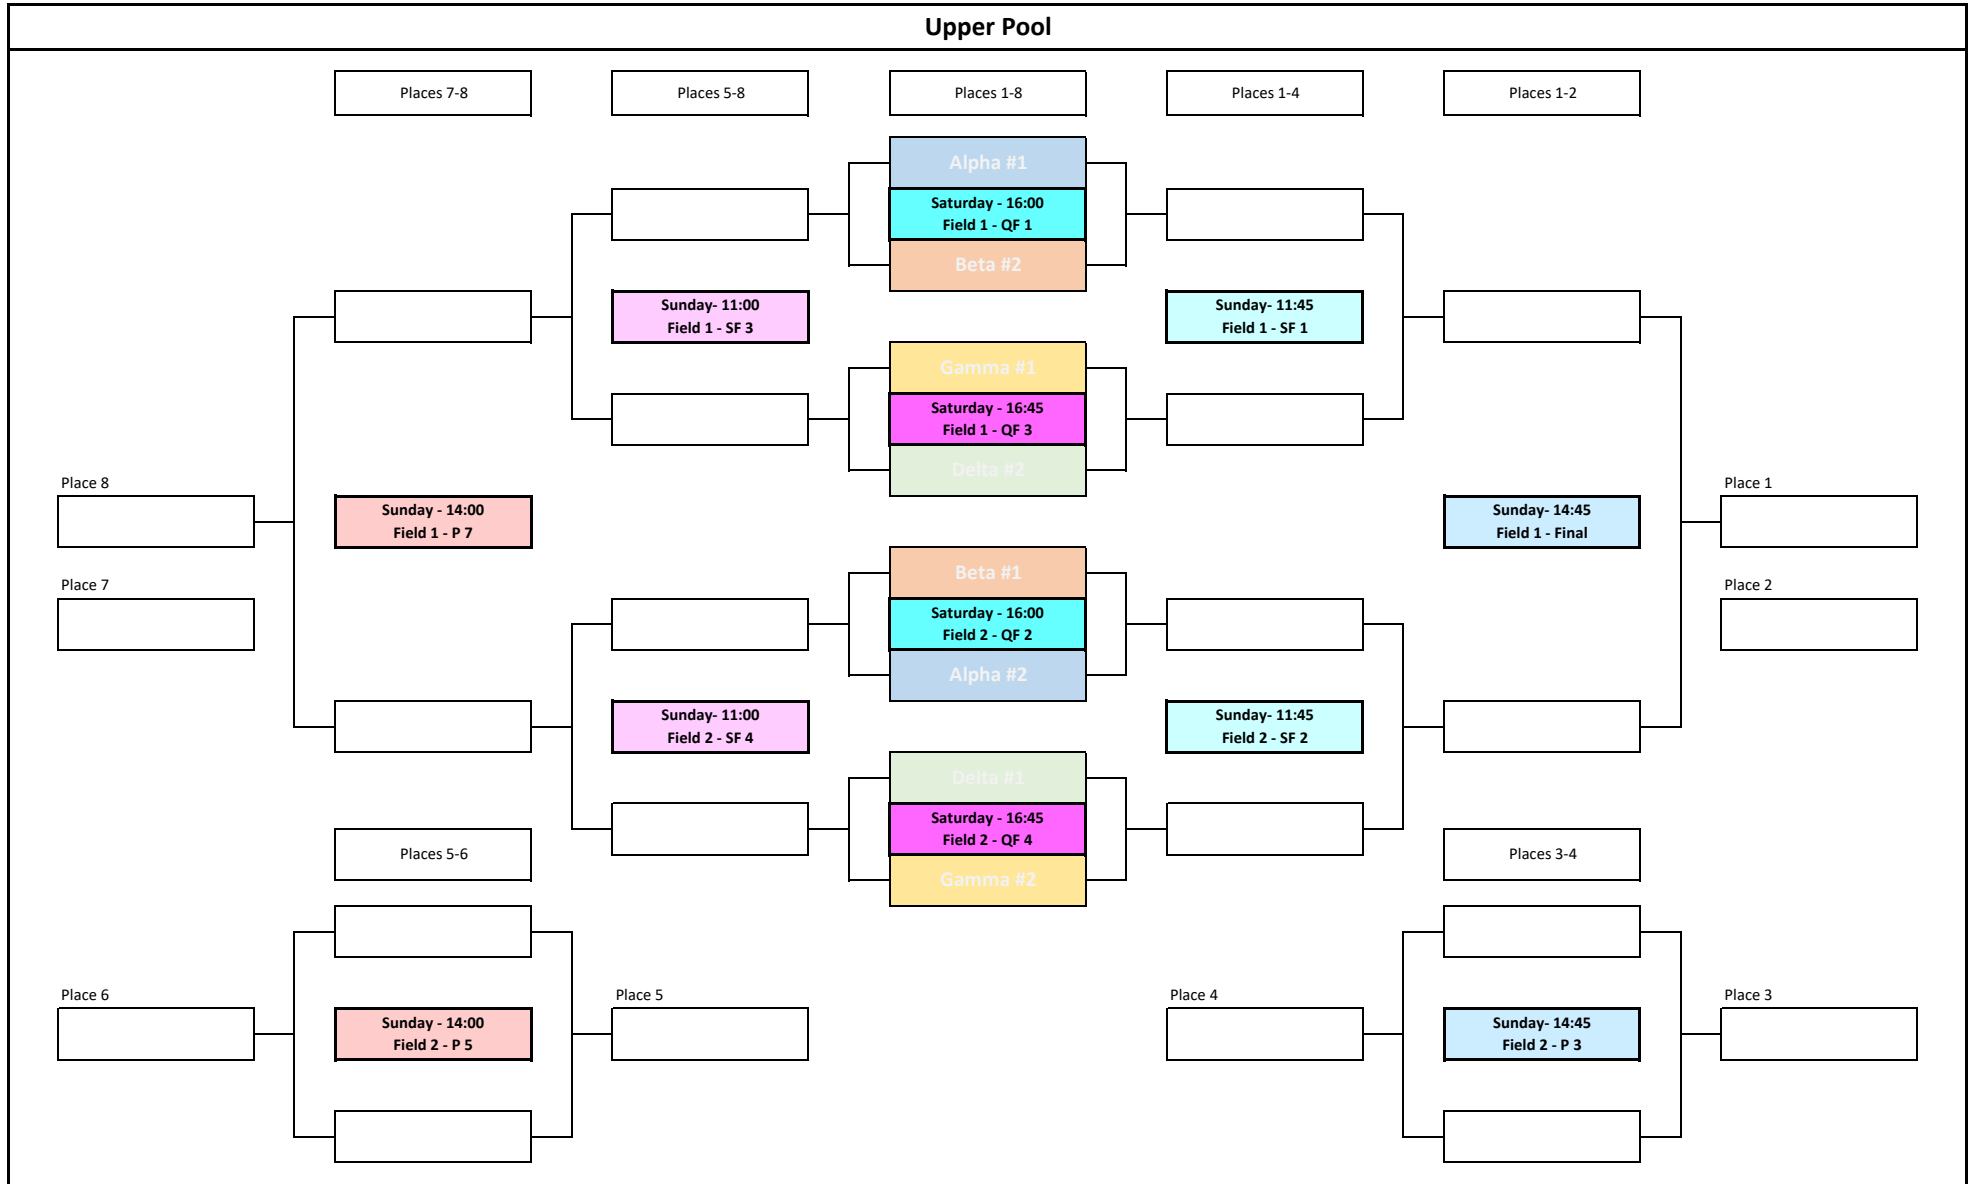 Upper Pool
Places 7-8
Places 5-8
Places 1-8
Places 1-4
Places 1-2
Alpha #1
Saturday - 16:00
Field 1 - QF 1
Beta #2
Sunday- 11:00
Field 1 - SF 3
Sunday- 11:45
Field 1 - SF 1
Gamma #1
Saturday - 16:45
Field 1 - QF 3
Delta #2
Place 8
Sunday - 14:00
Field 1 - P 7
Sunday- 14:45
Field 1 - Final
Place 1
Place 7
Beta #1
Saturday - 16:00
Field 2 - QF 2
Alpha #2
Place 2
Sunday- 11:00
Field 2 - SF 4
Sunday- 11:45
Field 2 - SF 2
Delta #1
Saturday - 16:45
Field 2 - QF 4
Gamma #2
Places 5-6
Places 3-4
Place 6
Sunday - 14:00
Field 2 - P 5
Place 5
Place 4
Sunday- 14:45
Field 2 - P 3
Place 3